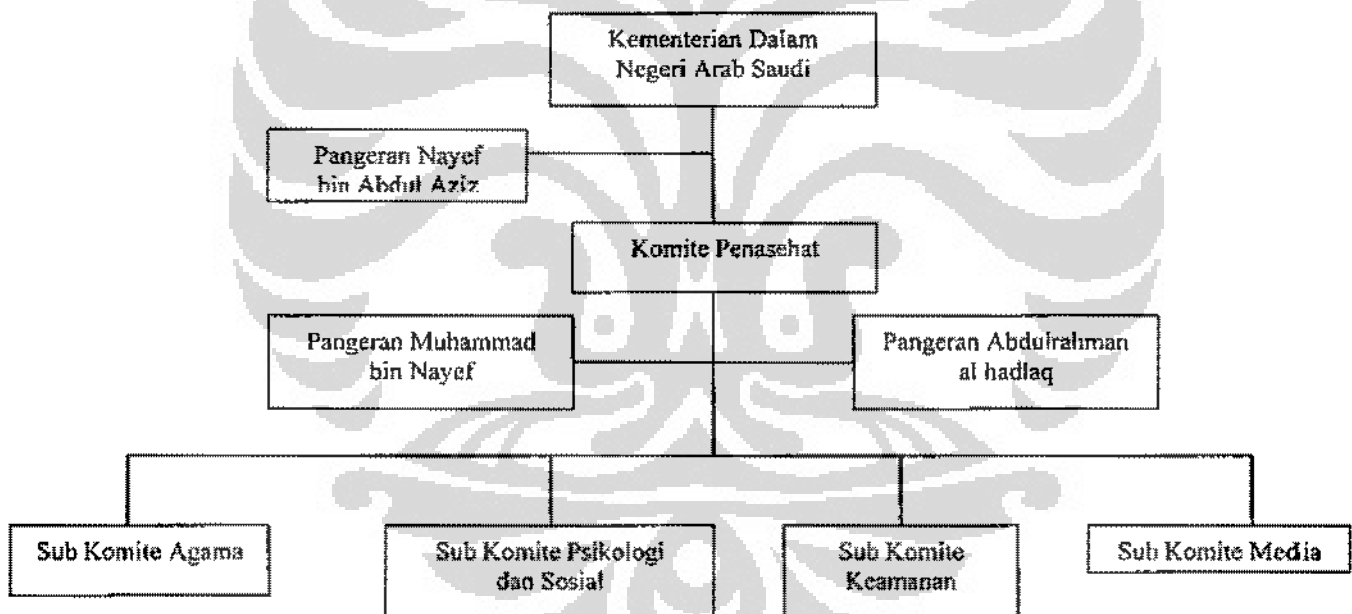 Kementerian Dalam
Negeri Arab Saudi
Pangeran Nayef
bin Abdul Aziz
Komite Penasehat
Pangeran Muhammad
bin Nayef
Pangeran Abdulrahman
al hadlaq
Sub Komite Agama
Sub Komite Psikologi
dan Sosial
Sub Komite
Keamanan
Sub Komite Media